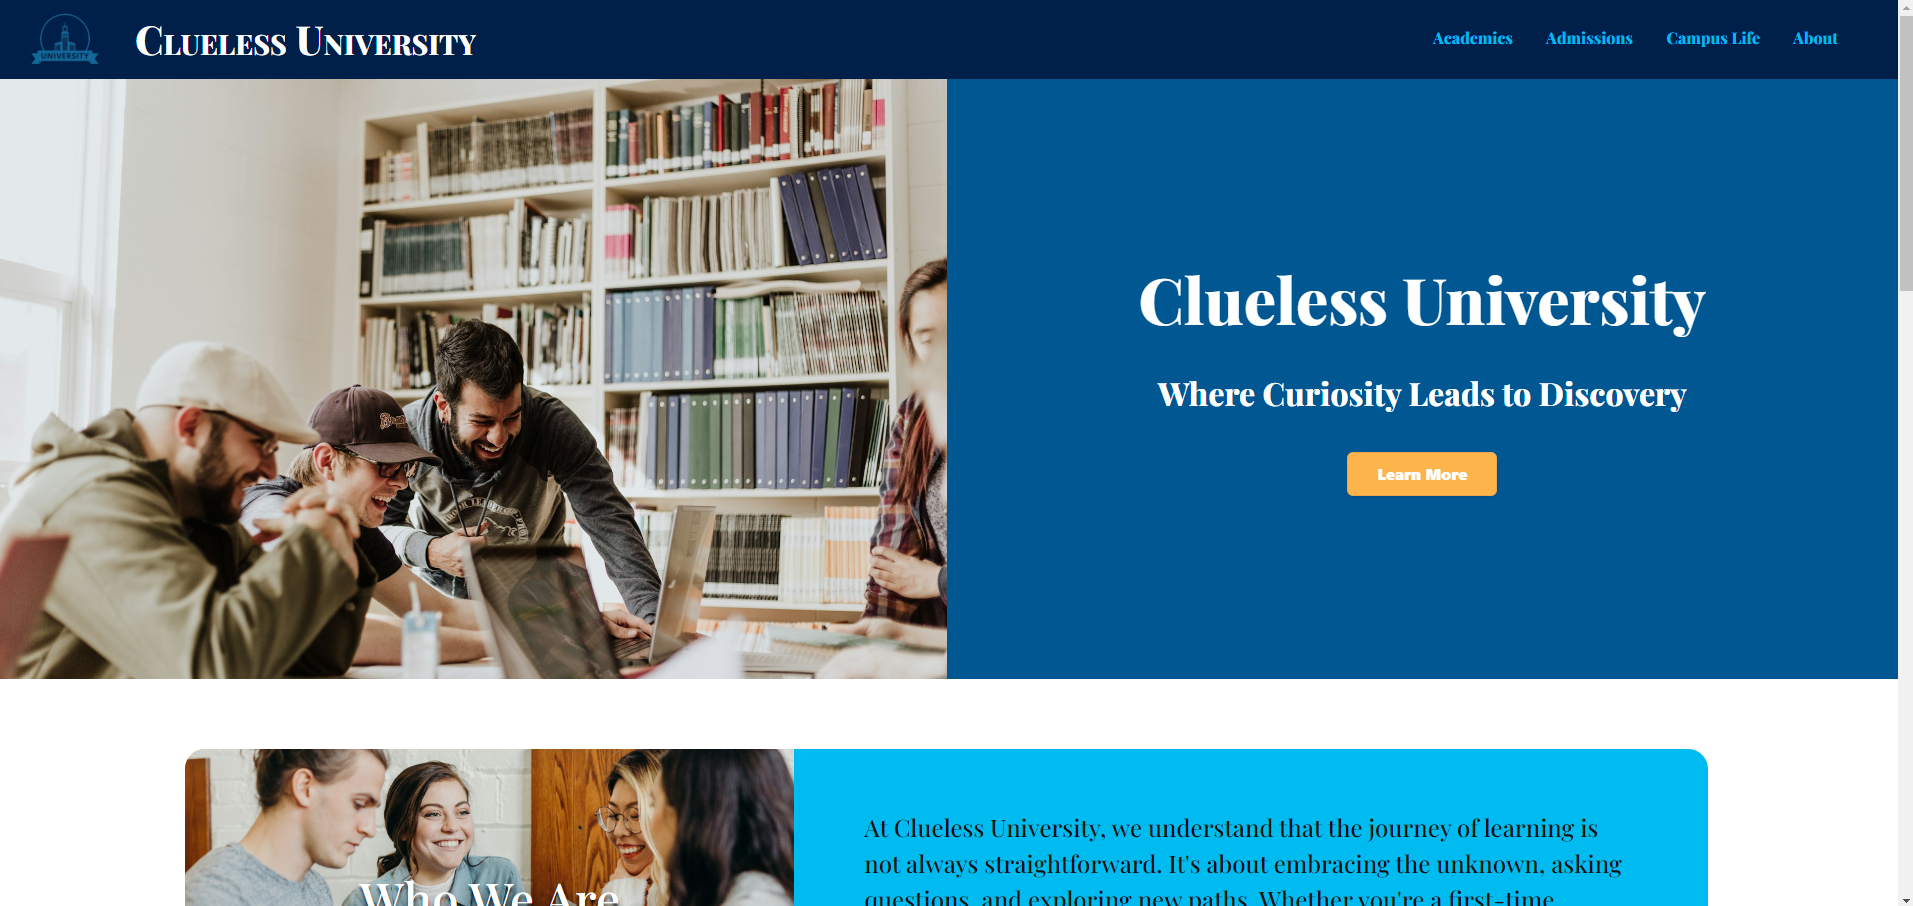 UNIVERSITY
Clueless University
Academics
Admissions
Campus Life
About
Clueless University
Where Curiosity Leads to Discovery
Learn More
Who We Are
At Clueless University, we understand that the journey of learning is
not always straightforward. It's about embracing the unknown, asking
questions, and exploring new paths. Whether you're a first-time